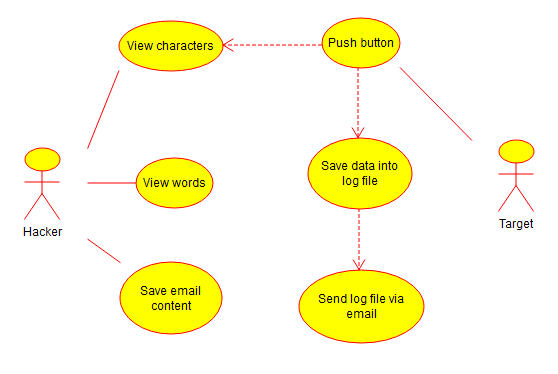 View characters
Push button
Save data into
log file
View words
Hacker
Target
Save email
content
Send log file via
email